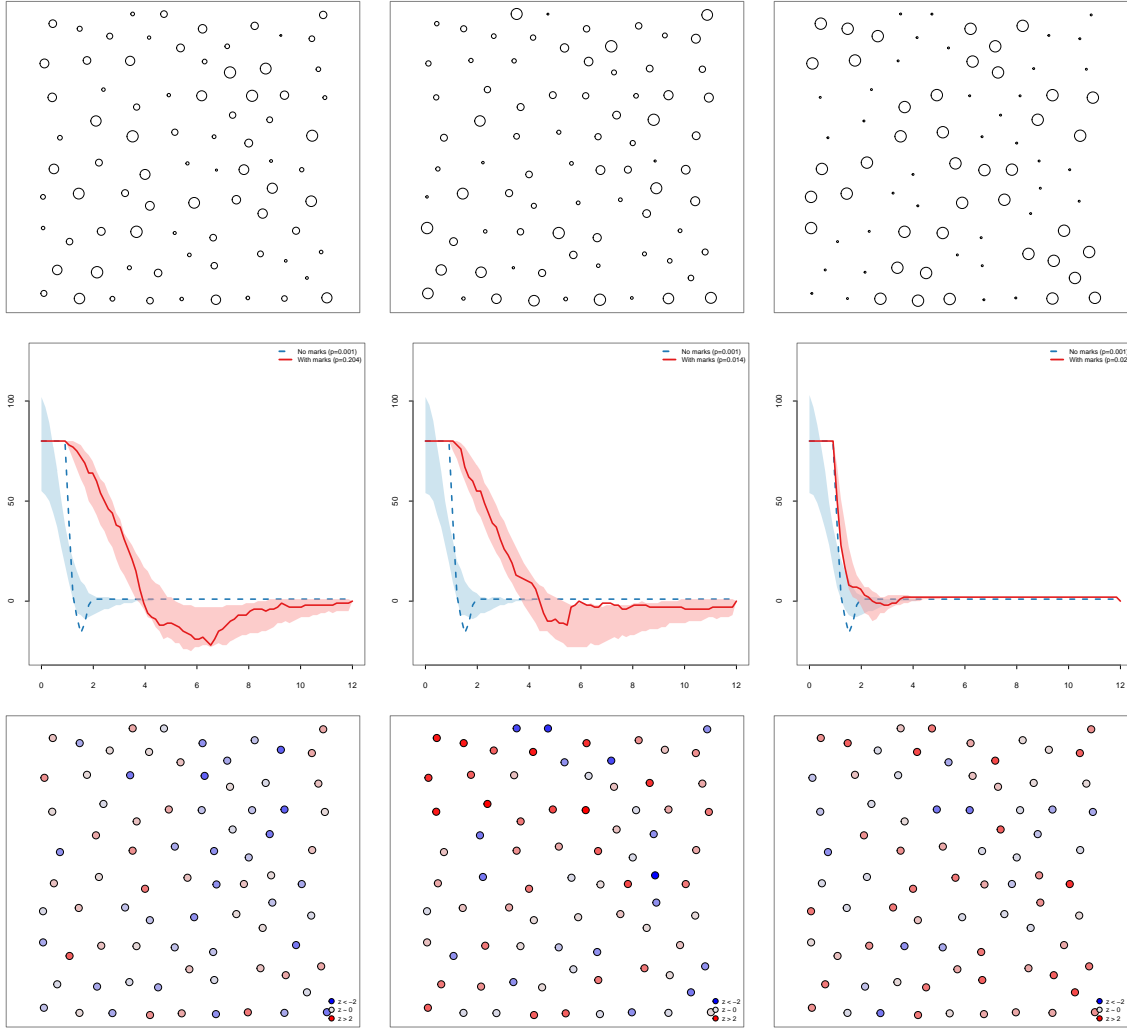 No marks (p=0.001)
With marks (p=0.204)
100
50
0
0 2 4 6 8 10 12
No marks (p=0.001)
With marks (p=0.014)
100
50
0
0 2 4 6 8 10 12
No marks (p=0.001)
With marks (p=0.02
100
50
0
0 2 4 6 8 10 12
z < −2
z ~ 0
z > 2
z < −2
z ~ 0
z > 2
z < −2
z ~ 0
z > 2